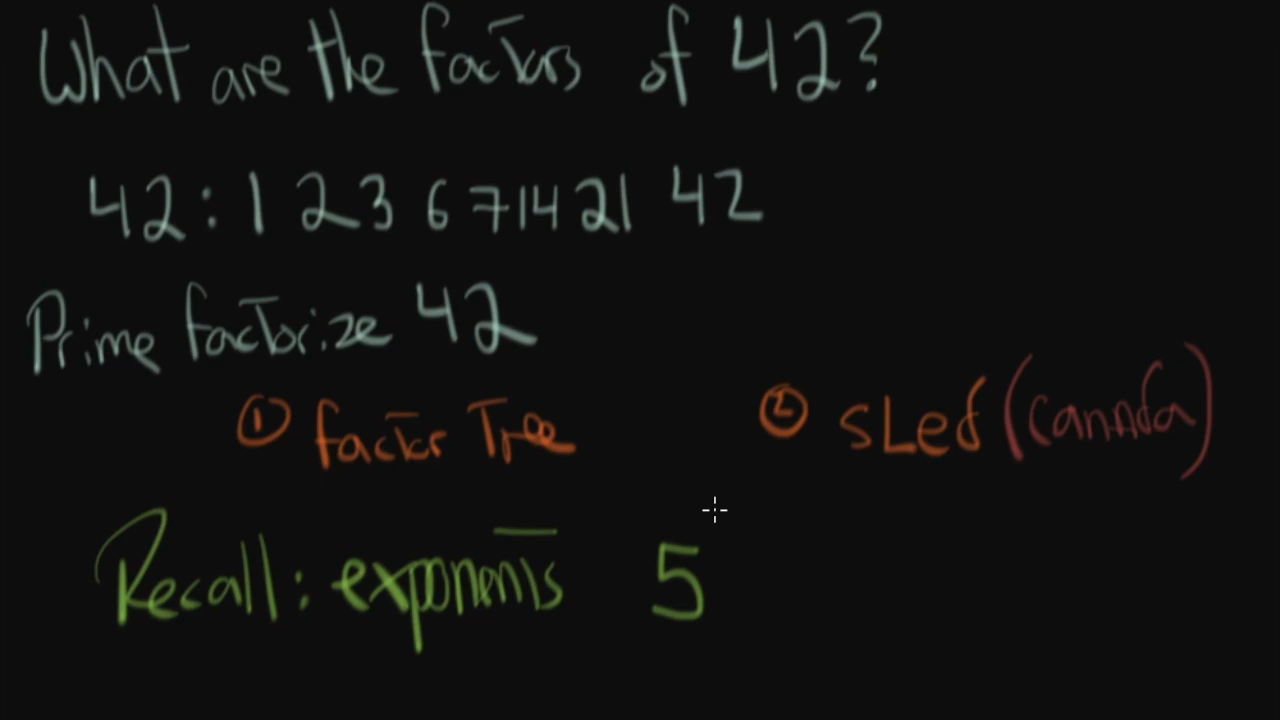 What are the factors of 42?
42: 1 2 3 6 7 14 21 42
Prime factorize 42
① factor Tree ② sLed (Cannda)
Recall: exponents 5